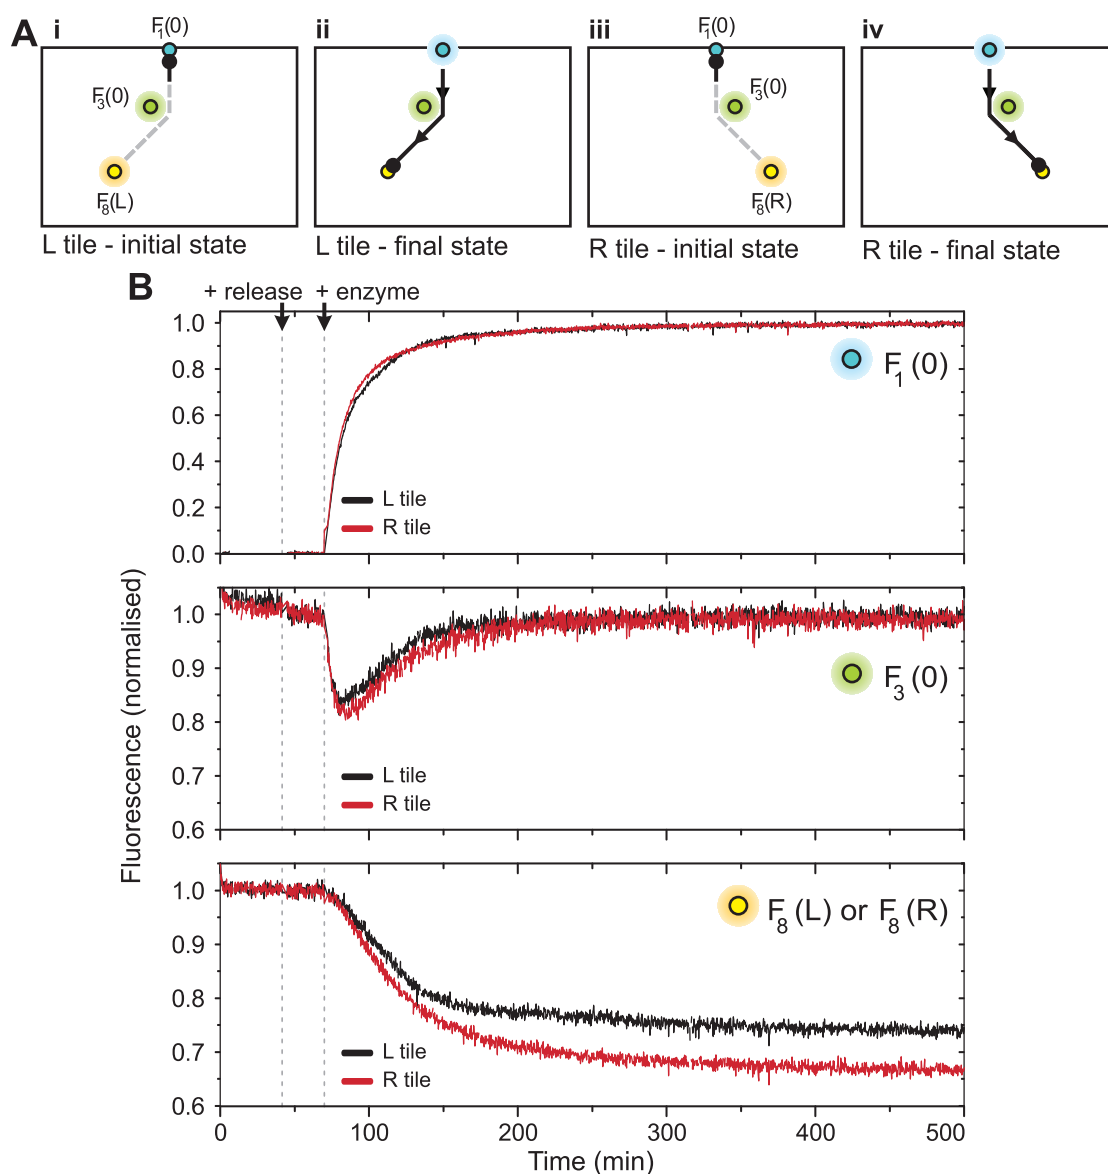 A
i
F1(0)
F3(0)
F8(L)
L tile - initial state
ii
L tile - final state
iii
F1(0)
F3(0)
F8(R)
R tile - initial state
iv
R tile - final state
B
+ release
+ enzyme
Fluorescence (normalised)
1.0
0.8
0.6
0.4
0.2
0.0
F1(0)
L tile
R tile
1.0
0.9
0.8
0.7
0.6
F3(0)
L tile
R tile
1.0
0.9
0.8
0.7
0.6
F8(L) or F8(R)
L tile
R tile
0 100 200 300 400 500
Time (min)